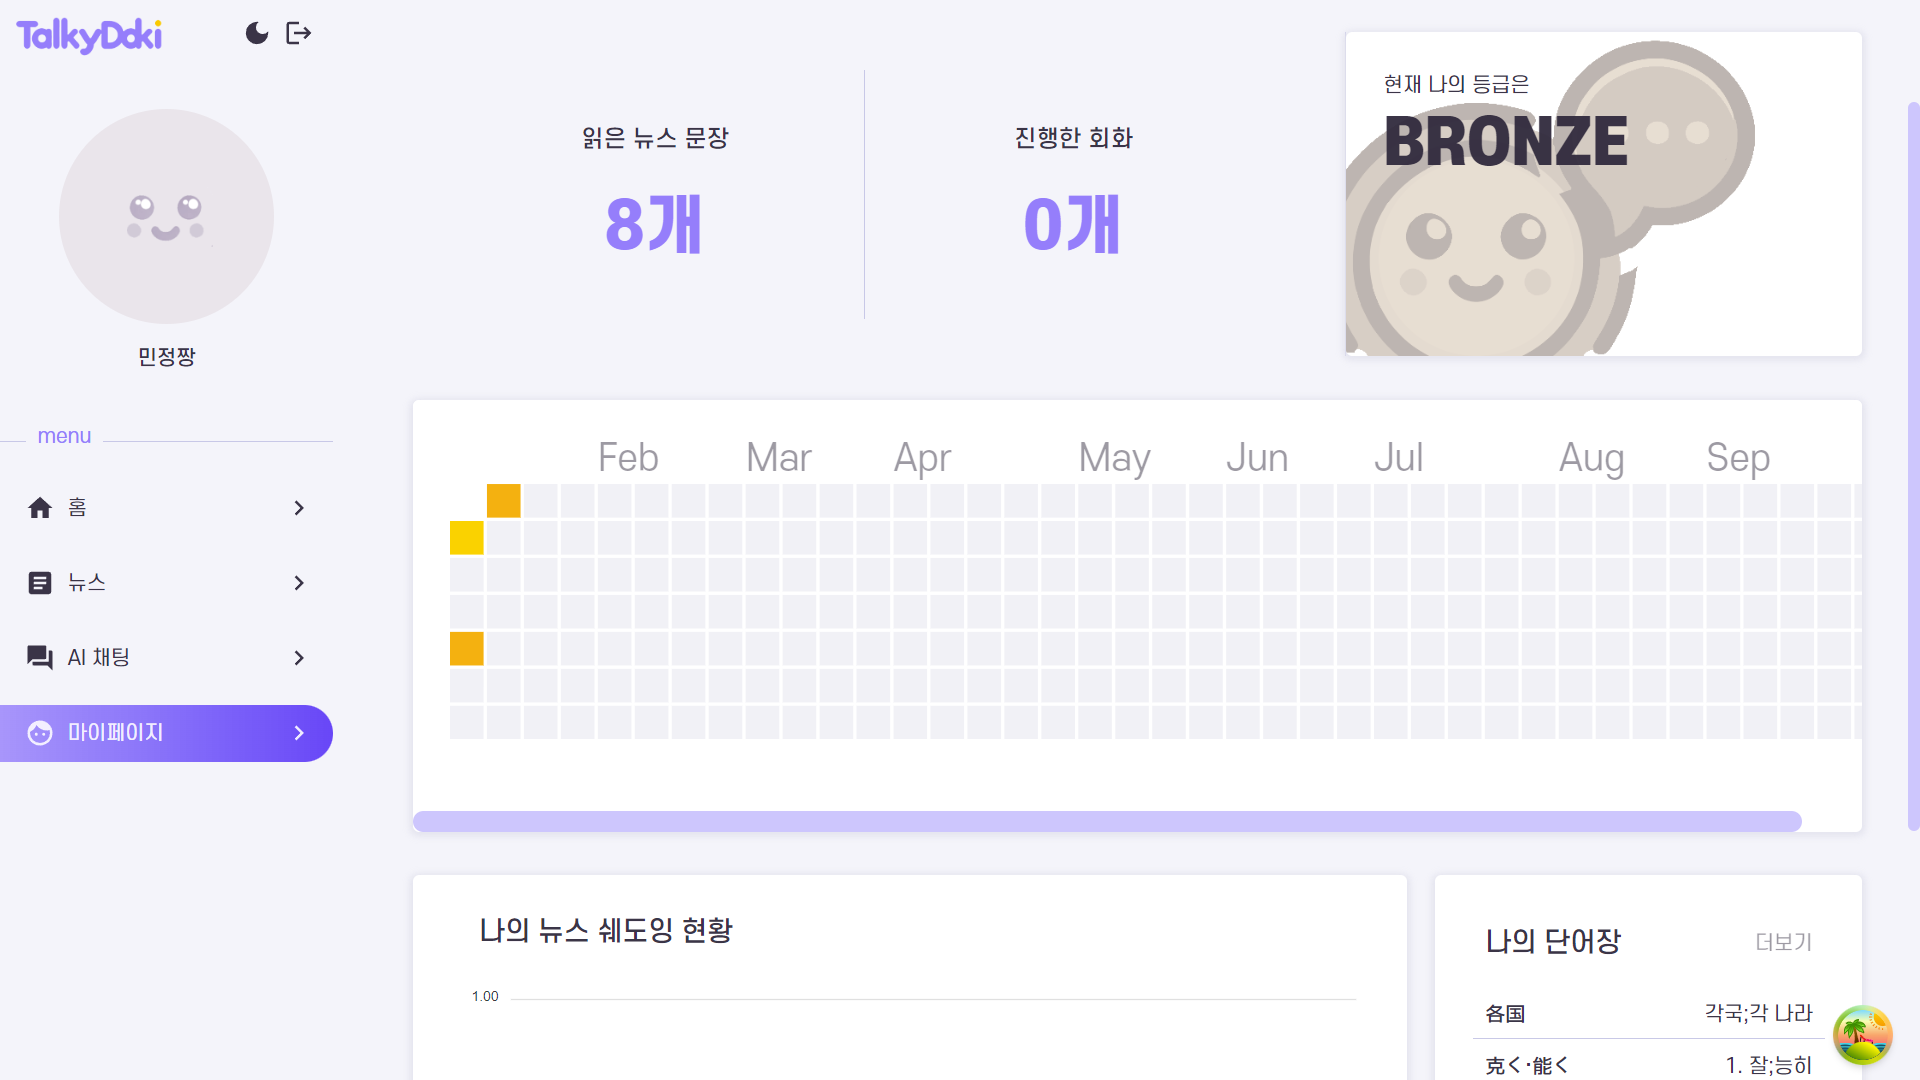 TalkyDoki
민정짱
menu
홈
뉴스
AI 채팅
마이페이지
읽은 뉴스 문장
8개
진행한 회화
0개
현재 나의 등급은
BRONZE
Feb Mar Apr May Jun Jul Aug Sep
나의 뉴스 쉐도잉 현황
1.00
나의 단어장 더보기
各国 각국;각 나라
克く·能く 1. 잘;능히